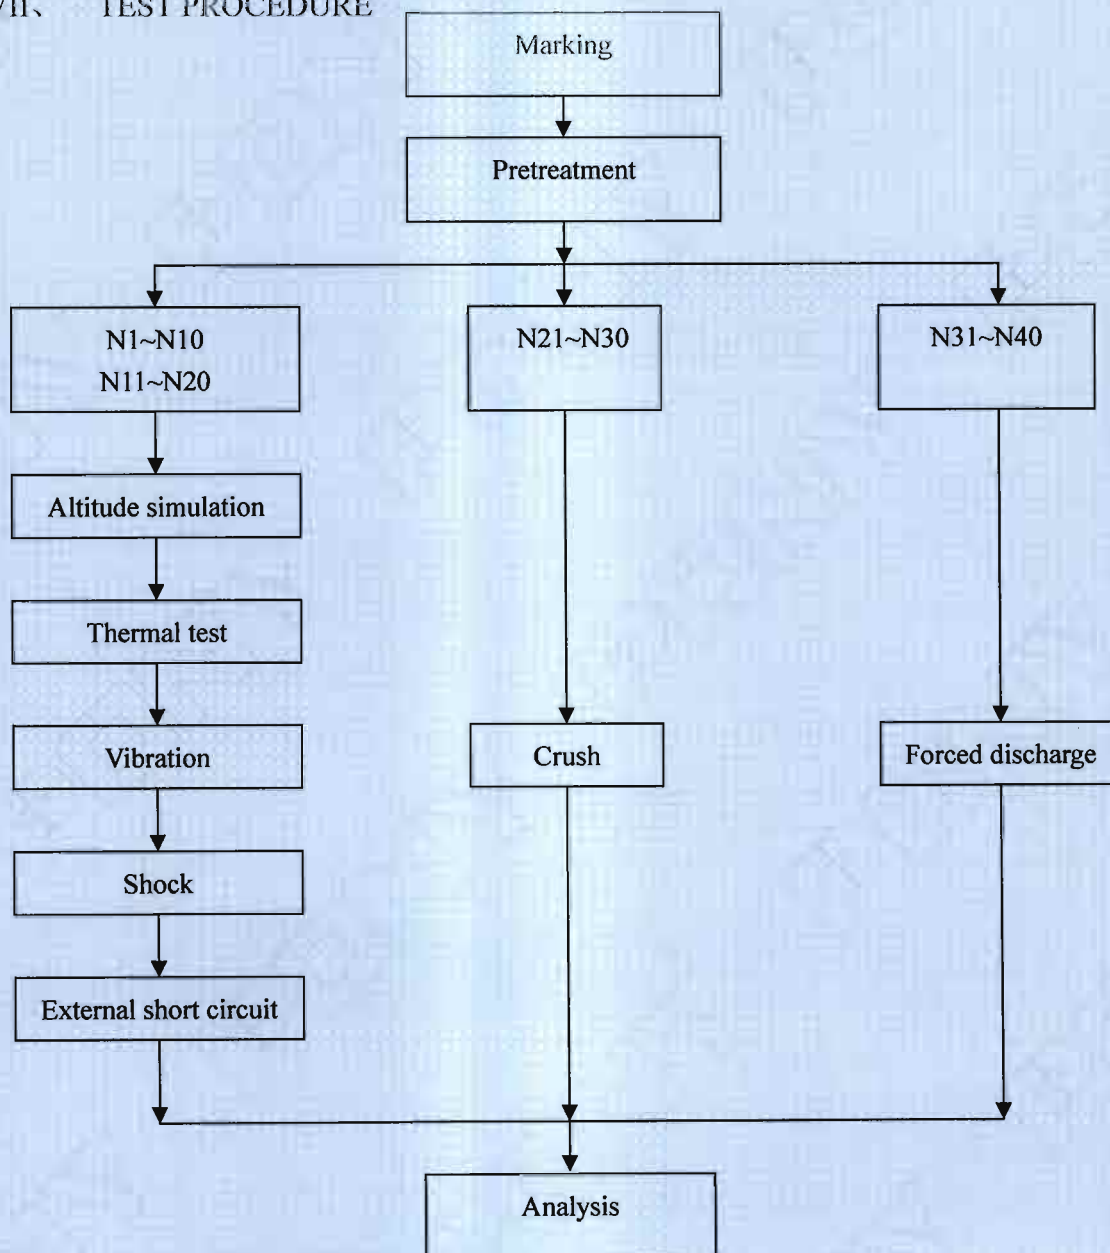 TEST PROCEDURE
Marking
Pretreatment
N1~N10
N11~N20
N21~N30
N31~N40
Altitude simulation
Thermal test
Vibration
Crush
Forced discharge
Shock
External short circuit
Analysis